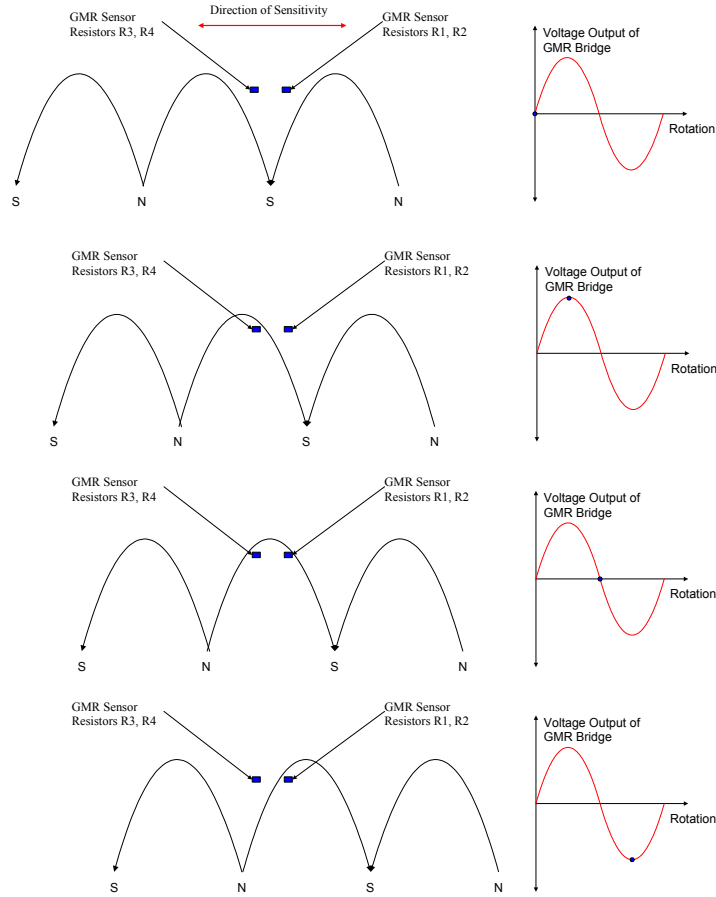 GMR Sensor
Resistors R3, R4
Direction of Sensitivity
GMR Sensor
Resistors R1, R2
S
N
S
N
Voltage Output of
GMR Bridge
Rotation
GMR Sensor
Resistors R3, R4
GMR Sensor
Resistors R1, R2
S
N
S
N
Voltage Output of
GMR Bridge
Rotation
GMR Sensor
Resistors R3, R4
GMR Sensor
Resistors R1, R2
S
N
S
N
Voltage Output of
GMR Bridge
Rotation
GMR Sensor
Resistors R3, R4
GMR Sensor
Resistors R1, R2
S
N
S
N
Voltage Output of
GMR Bridge
Rotation